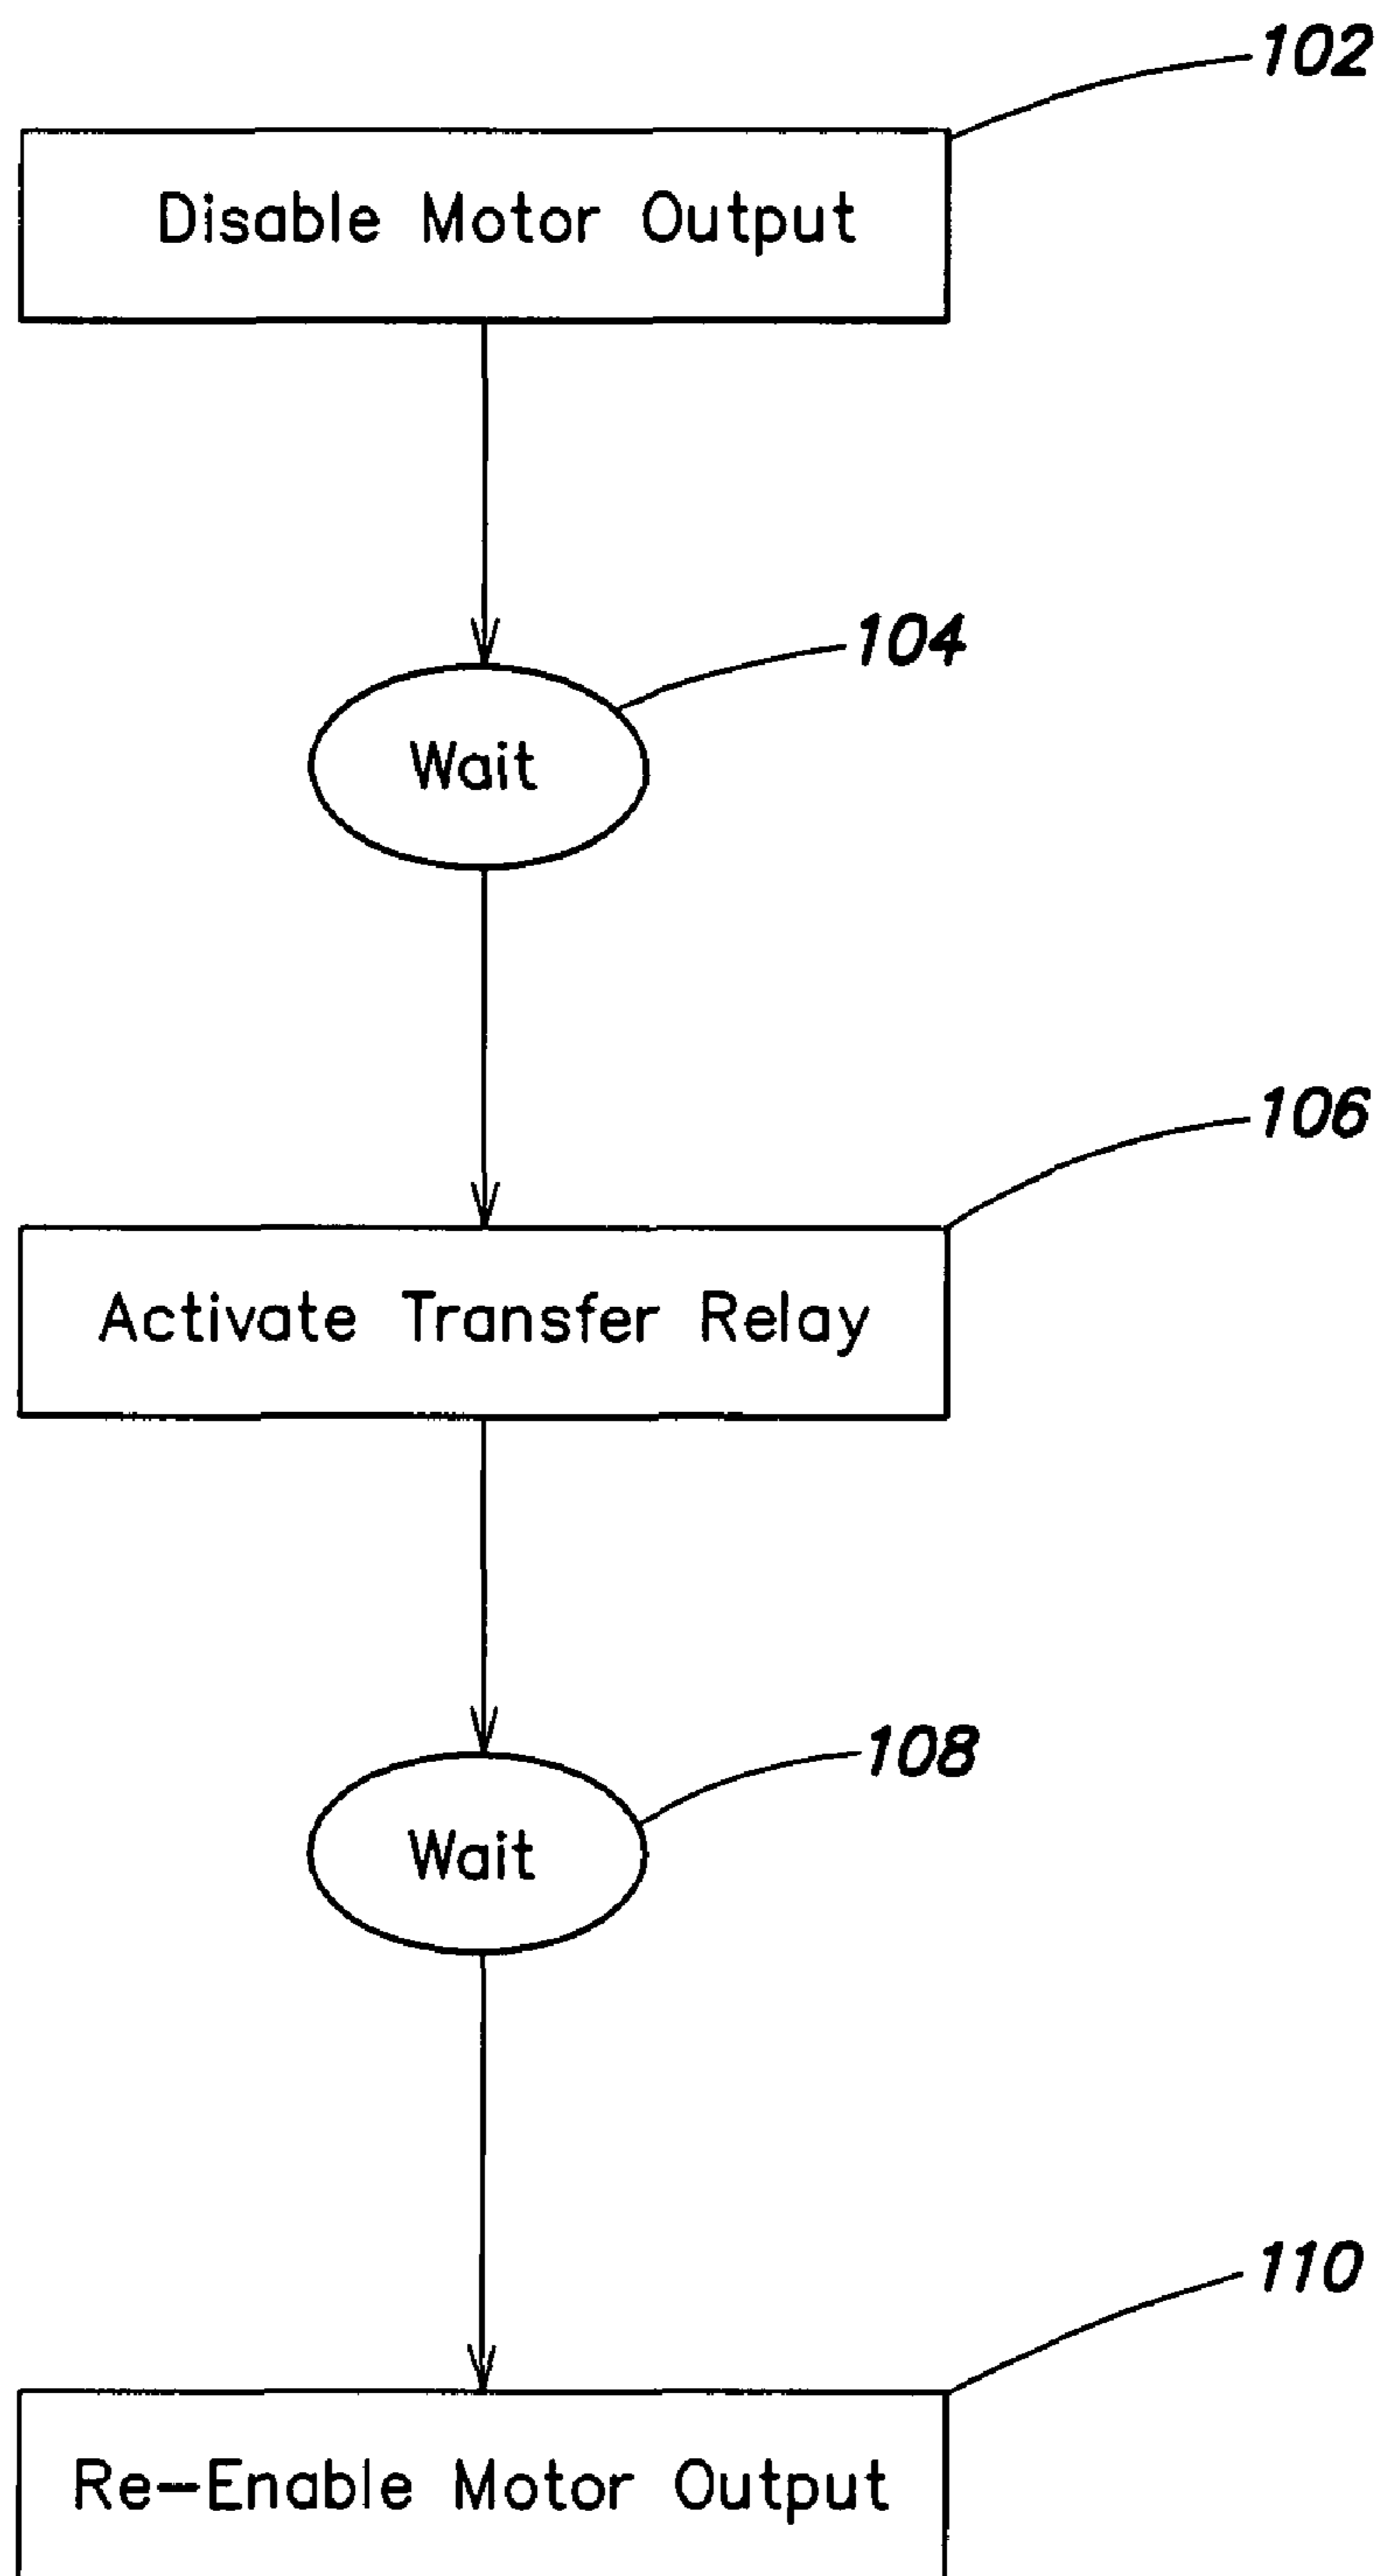 102
Disable Motor Output
104
Wait
106
Activate Transfer Relay
108
Wait
110
Re-Enable Motor Output